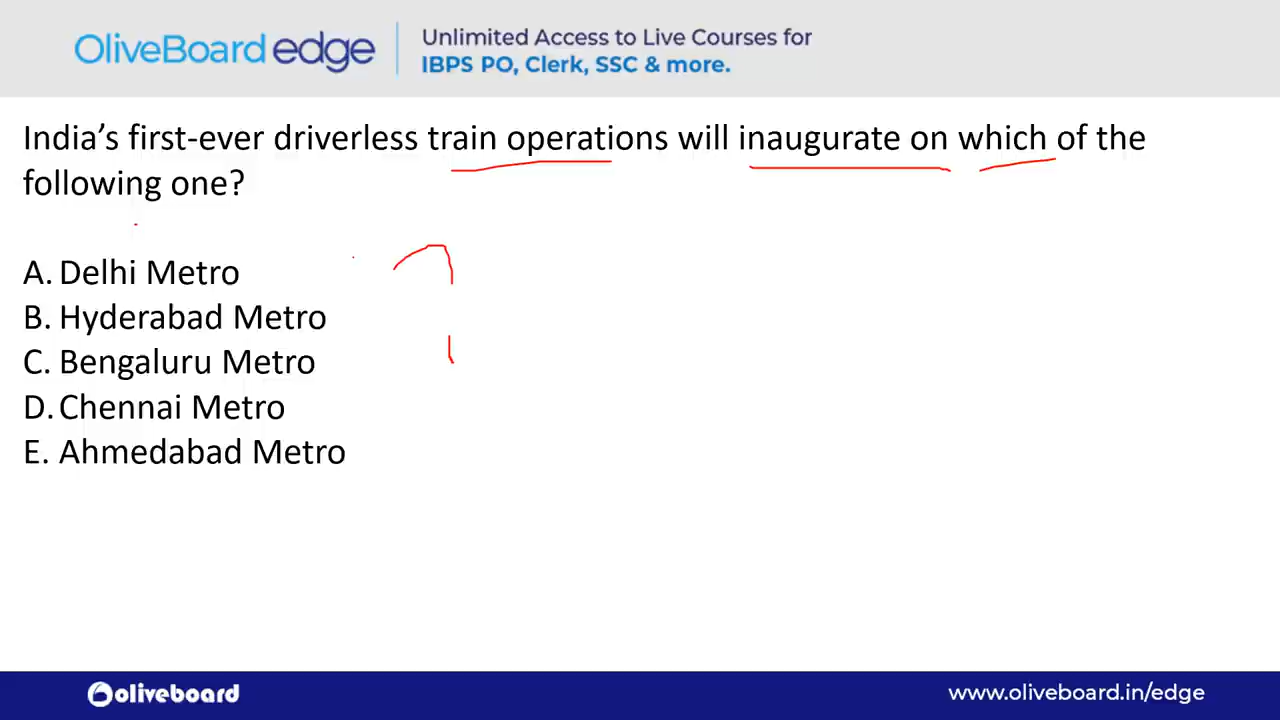 OliveBoard edge
Unlimited Access to Live Courses for
IBPS PO, Clerk, SSC & more.
India’s first-ever driverless train operations will inaugurate on which of the
following one?
A. Delhi Metro
B. Hyderabad Metro
C. Bengaluru Metro
D. Chennai Metro
E. Ahmedabad Metro
oliveboard
www.oliveboard.in/edge